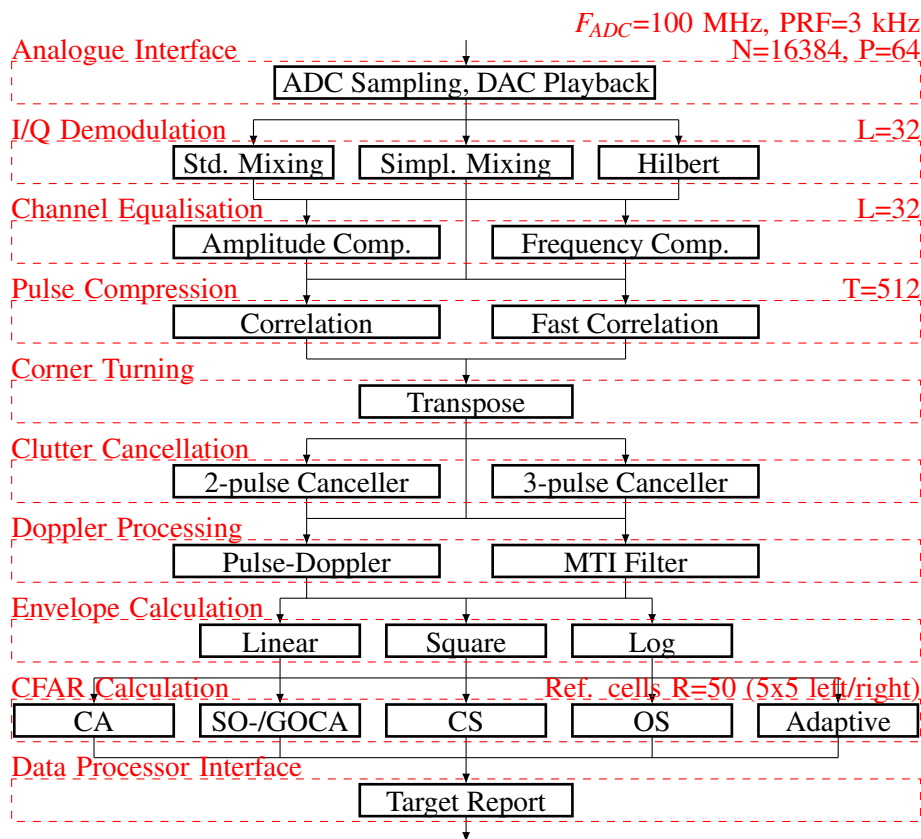 F_ADC=100 MHz, PRF=3 kHz
Analogue Interface N=16384, P=64
ADC Sampling, DAC Playback
I/Q Demodulation L=32
Std. Mixing Simpl. Mixing Hilbert
Channel Equalisation L=32
Amplitude Comp. Frequency Comp.
Pulse Compression T=512
Correlation Fast Correlation
Corner Turning
Transpose
Clutter Cancellation
2-pulse Canceller 3-pulse Canceller
Doppler Processing
Pulse-Doppler MTI Filter
Envelope Calculation
Linear Square Log
CFAR Calculation Ref. cells R=50 (5x5 left/right)
CA SO-/GOCA CS OS Adaptive
Data Processor Interface
Target Report